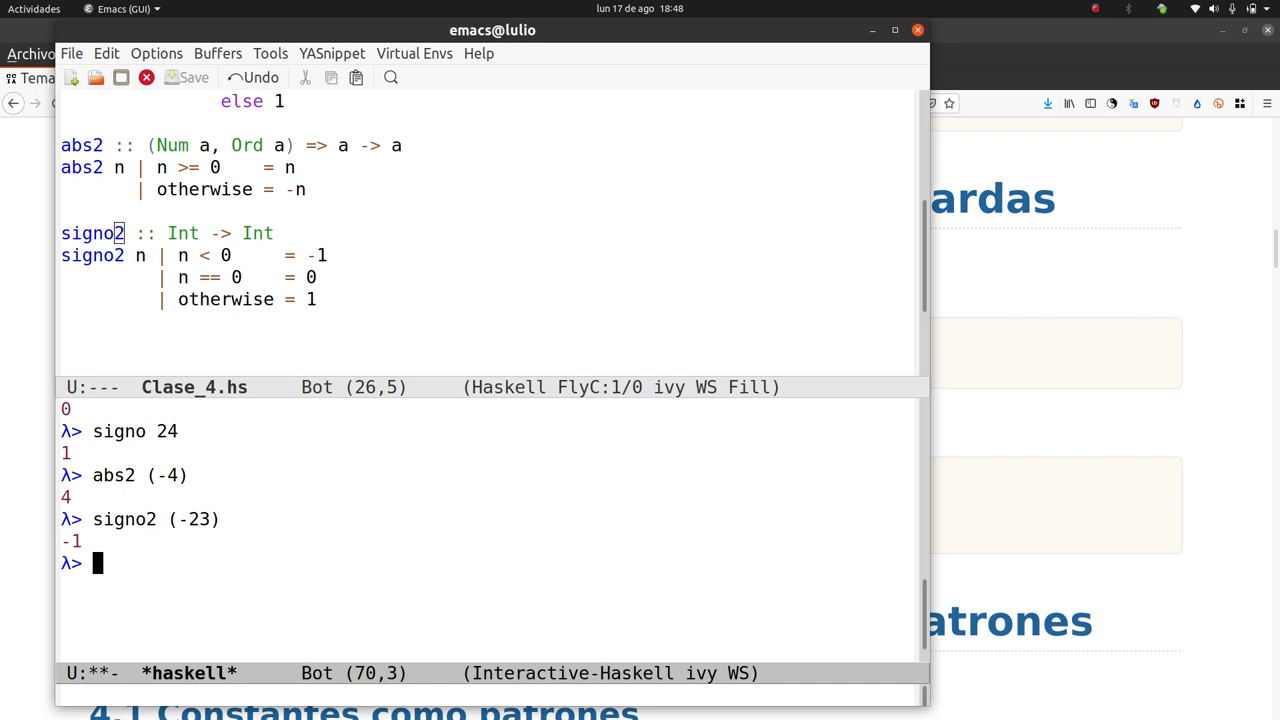 Actividades Emacs (GUI) lun 17 de ago 18:48
emacs@lulio
Archivo
Tema
File Edit Options Buffers Tools YASnippet Virtual Envs Help
Save Undo
else 1
abs2 :: (Num a, Ord a) => a -> a
abs2 n | n >= 0    = n
| otherwise = -n
signo2 :: Int -> Int
signo2 n | n < 0     = -1
| n == 0    = 0
| otherwise = 1
U:--- Clase_4.hs Bot (26,5) (Haskell FlyC:1/0 ivy WS Fill)
0
λ> signo 24
1
λ> abs2 (-4)
4
λ> signo2 (-23)
-1
λ>
U:**- *haskell* Bot (70,3) (Interactive-Haskell ivy WS)
ardas
atrones
4.1 Constantes como patrones